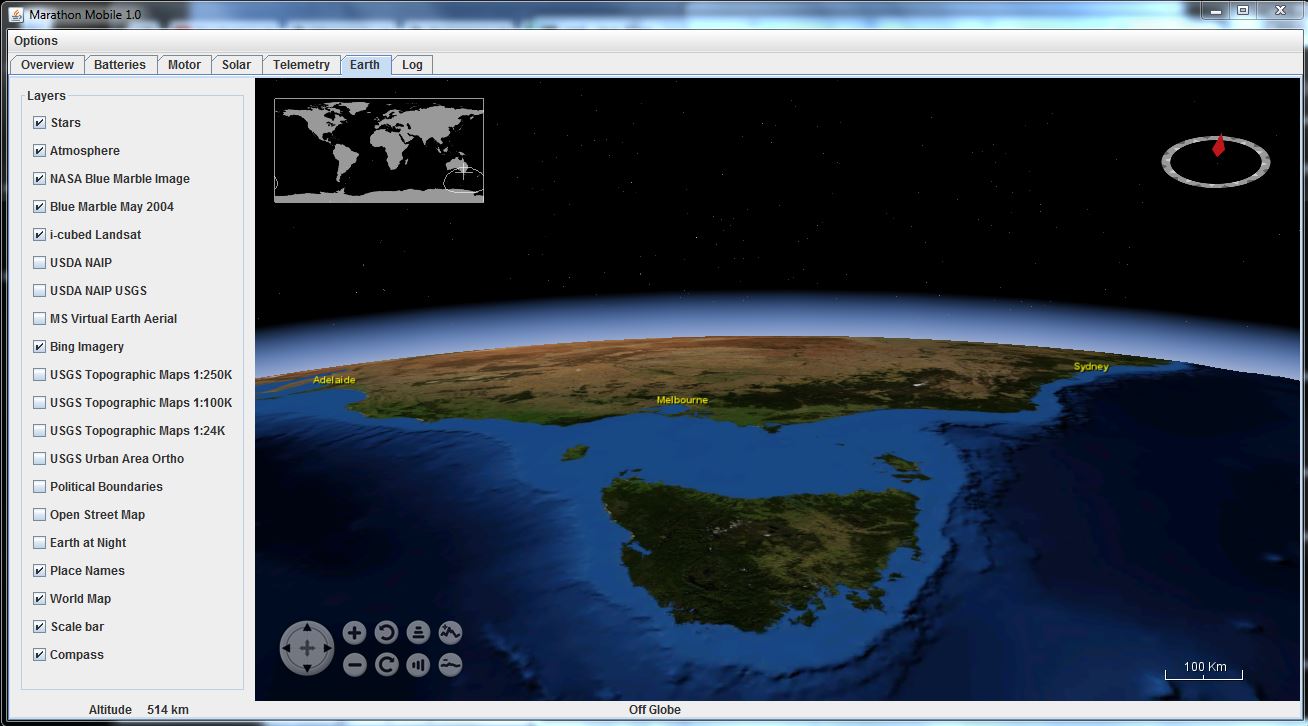 Marathon Mobile 1.0
Options
Overview Batteries Motor Solar Telemetry Earth Log
Layers
Stars
Atmosphere
NASA Blue Marble Image
Blue Marble May 2004
i-cubed Landsat
USDA NAIP
USDA NAIP USGS
MS Virtual Earth Aerial
Bing Imagery
USGS Topographic Maps 1:250K
USGS Topographic Maps 1:100K
USGS Topographic Maps 1:24K
USGS Urban Area Ortho
Political Boundaries
Open Street Map
Earth at Night
Place Names
World Map
Scale bar
Compass
Sydney
Adelaide
Melbourne
100 Km
Altitude 514 km Off Globe